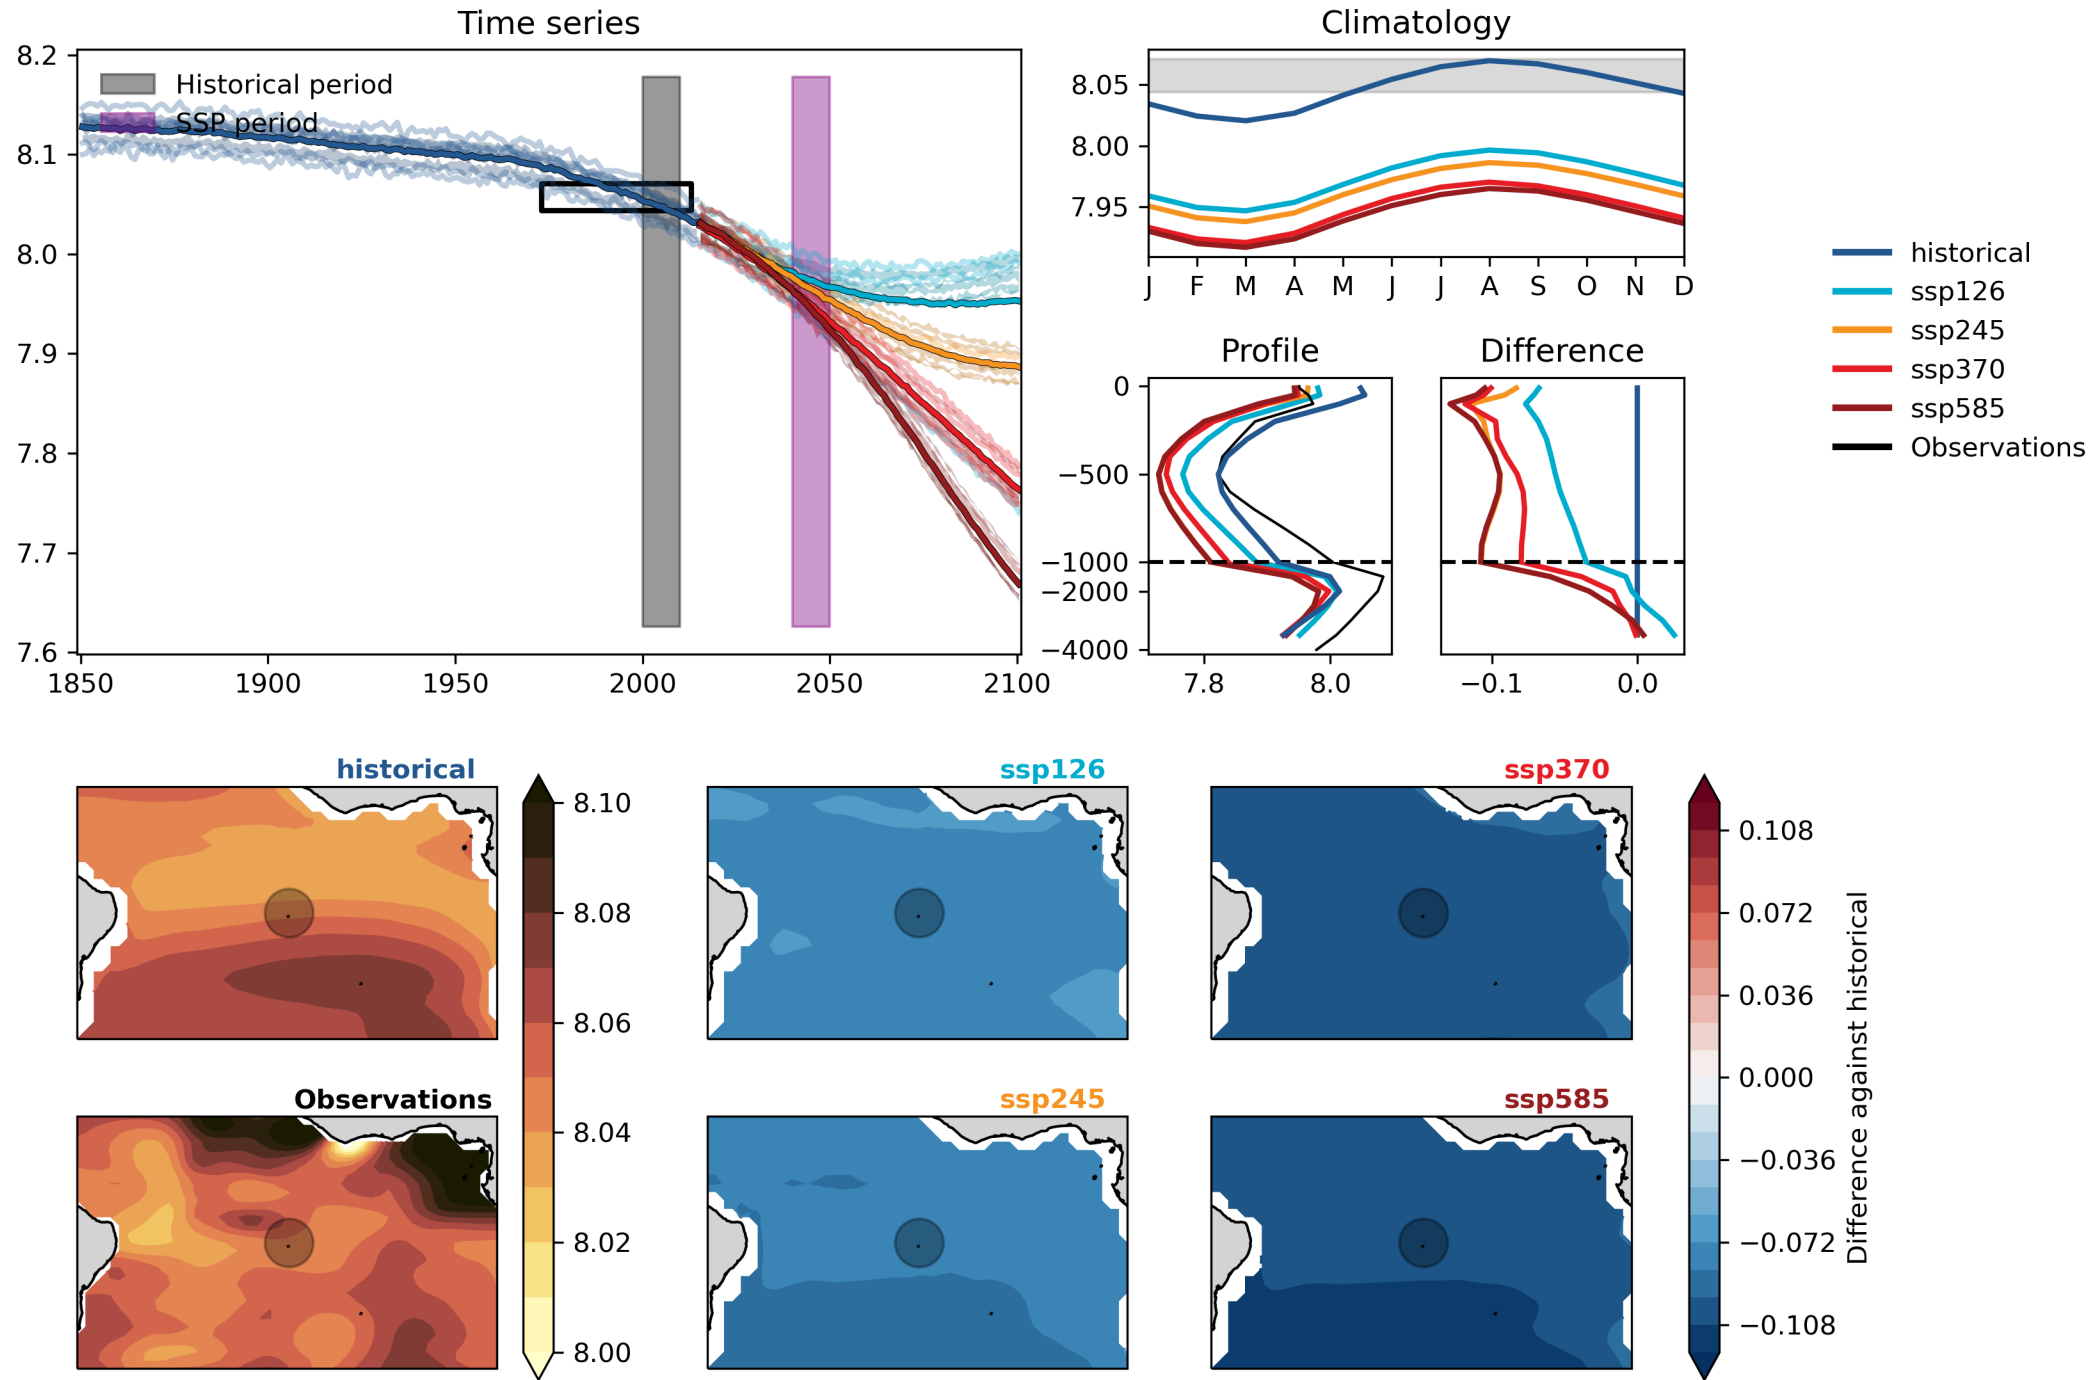 Time series
8.2
8.1
8.0
7.9
7.8
7.7
7.6
1850
1900
1950
2000
2050
2100
Historical period
SSP period
Climatology
8.05
8.00
7.95
J F M A M J J A S O N D
Profile
0
−500
−1000
−2000
−4000
7.8
8.0
Difference
−0.1
0.0
historical
ssp126
ssp245
ssp370
ssp585
Observations
historical
8.10
8.08
8.06
8.04
8.02
8.00
Observations
ssp126
ssp370
ssp245
ssp585
0.108
0.072
0.036
0.000
−0.036
−0.072
−0.108
Difference against historical